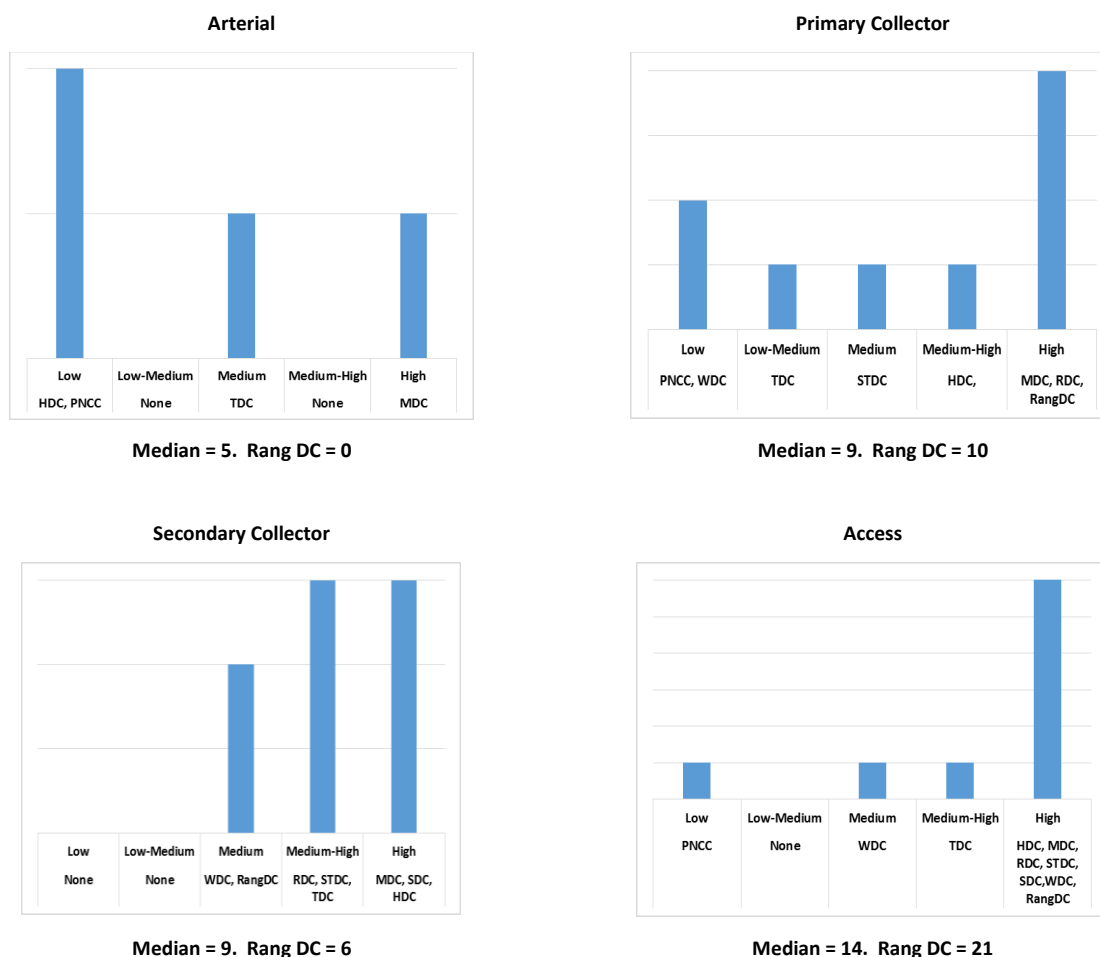 Arterial
Low
Low-Medium
Medium
Medium-High
High
HDC, PNCC
None
TDC
None
MDC
Median = 5.  Rang DC = 0
Primary Collector
Low
Low-Medium
Medium
Medium-High
High
PNCC, WDC
TDC
STDC
HDC,
MDC, RDC,
RangDC
Median = 9.  Rang DC = 10
Secondary Collector
Low
Low-Medium
Medium
Medium-High
High
None
None
WDC, RangDC
RDC, STDC,
TDC
MDC, SDC,
HDC
Median = 9.  Rang DC = 6
Access
Low
Low-Medium
Medium
Medium-High
High
PNCC
None
WDC
TDC
HDC, MDC,
RDC, STDC,
SDC,WDC,
RangDC
Median = 14.  Rang DC = 21